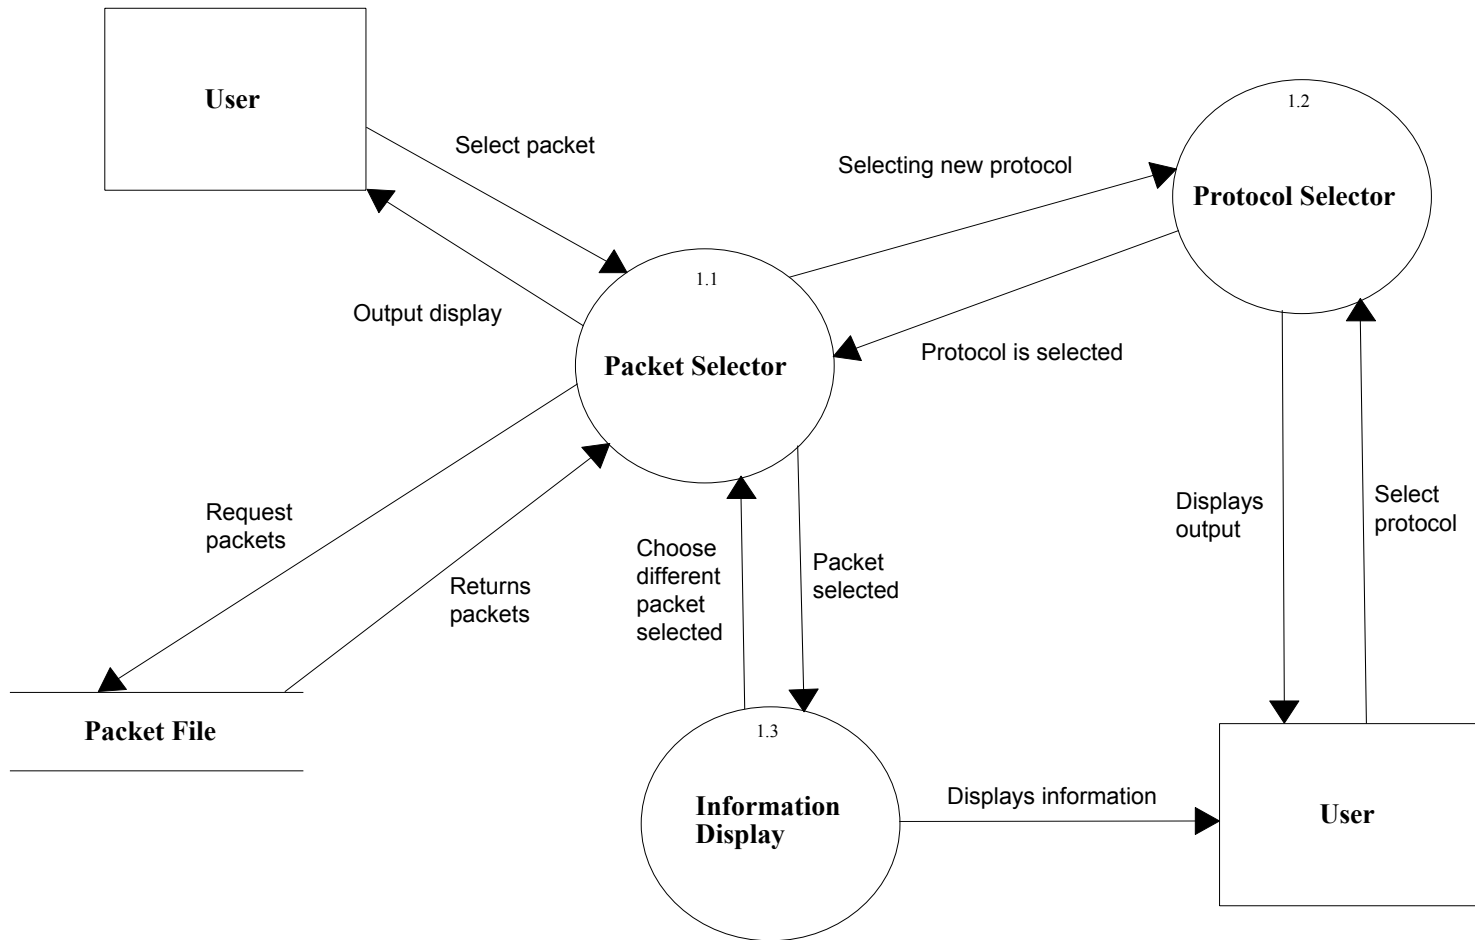 User
Select packet
Output display
1.1
Packet Selector
Selecting new protocol
Protocol is selected
1.2
Protocol Selector
Request
packets
Returns
packets
Choose
different
packet
selected
Packet
selected
Displays
output
Select
protocol
Packet File
1.3
Information
Display
Displays information
User